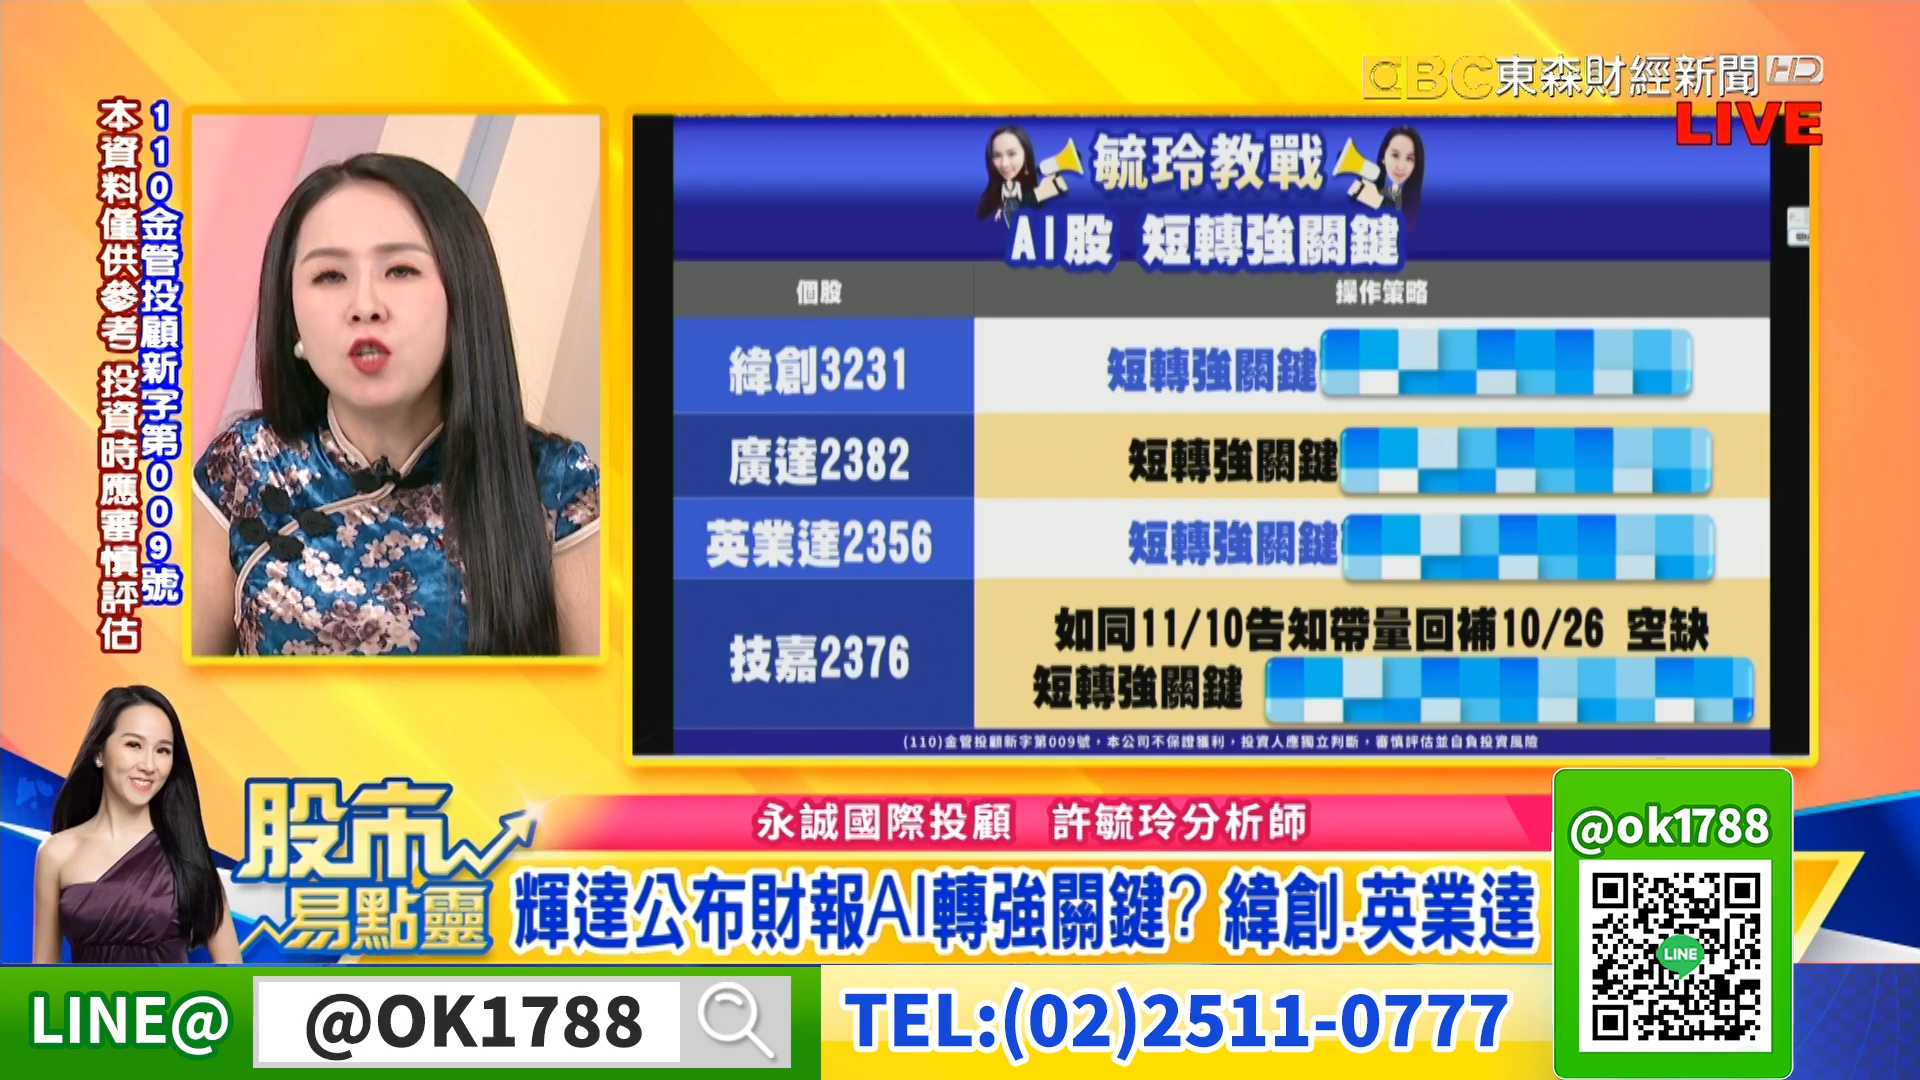 EBC東森財經新聞HD
LIVE
110金管投顧新字第009號
本資料僅供參考 投資時應審慎評估
毓玲教戰
AI股 短轉強關鍵
個股 操作策略
緯創3231 短轉強關鍵
廣達2382 短轉強關鍵
英業達2356 短轉強關鍵
技嘉2376 如同11/10告知帶量回補10/26 空缺
短轉強關鍵
(110)金管投顧新字第009號，本公司不保證獲利，投資人應獨立判斷，審慎評估並自負投資風險
股市
易點靈
永誠國際投顧 許毓玲分析師
輝達公布財報AI轉強關鍵? 緯創.英業達
@ok1788
LINE
LINE@ @OK1788 TEL:(02)2511-0777